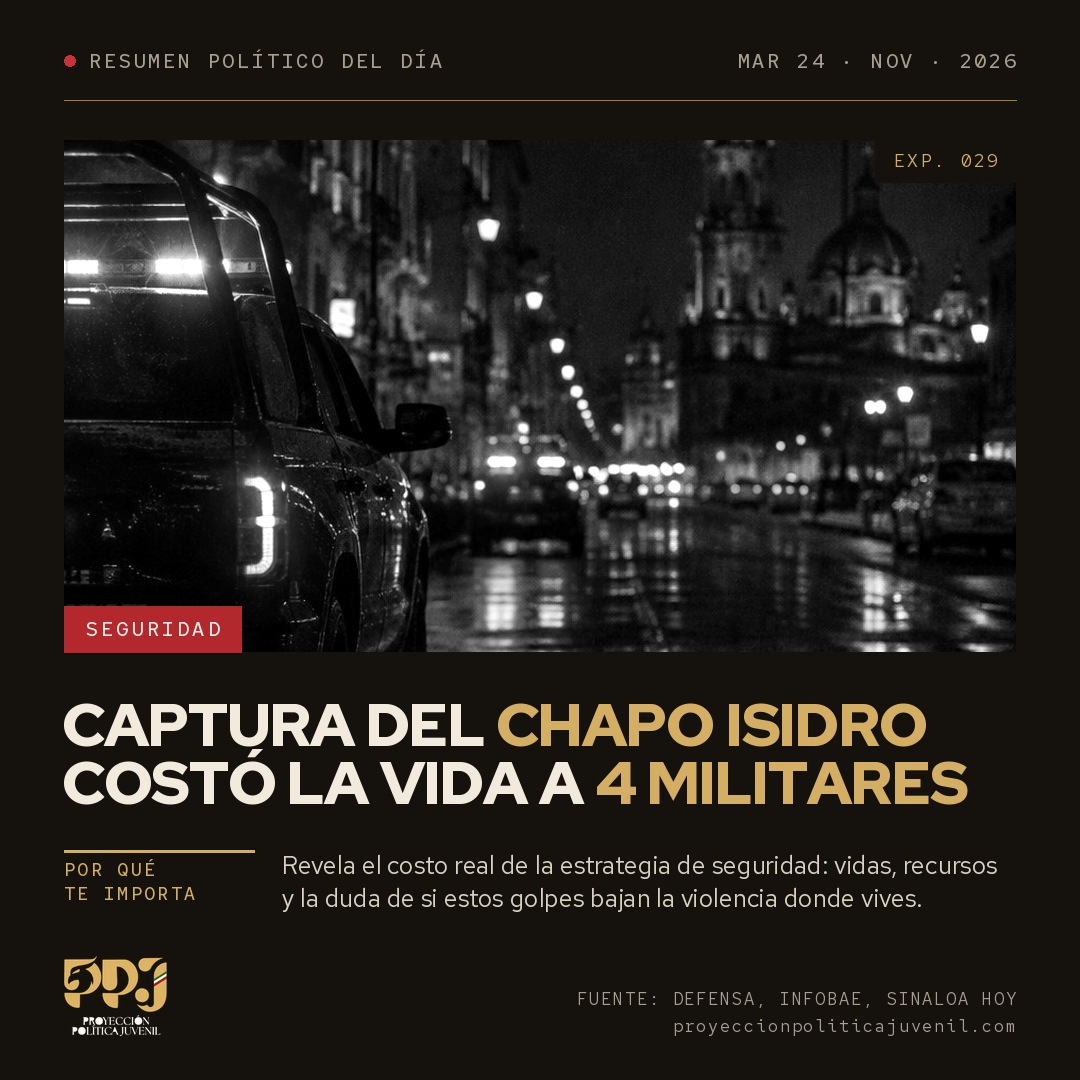 RESUMEN POLÍTICO DEL DÍA
MAR 24 · NOV · 2026
EXP. 029
SEGURIDAD
CAPTURA DEL CHAPO ISIDRO
COSTÓ LA VIDA A 4 MILITARES
POR QUÉ
TE IMPORTA
Revela el costo real de la estrategia de seguridad: vidas, recursos
y la duda de si estos golpes bajan la violencia donde vives.
PPJ
PROYECCIÓN
POLÍTICA JUVENIL
FUENTE: DEFENSA, INFOBAE, SINALOA HOY
proyeccionpoliticajuvenil.com